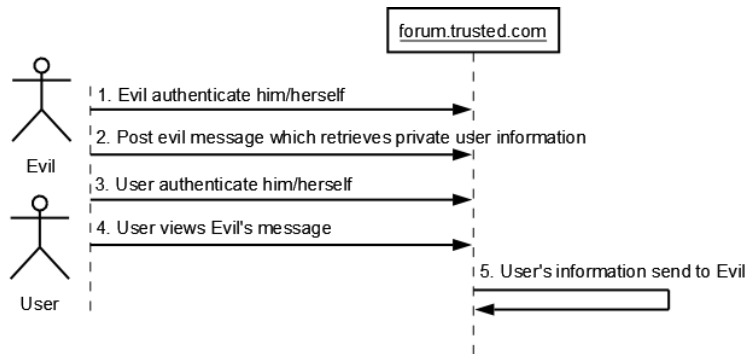 forum.trusted.com
1. Evil authenticate him/herself
2. Post evil message which retrieves private user information
Evil
3. User authenticate him/herself
4. User views Evil's message
5. User's information send to Evil
User